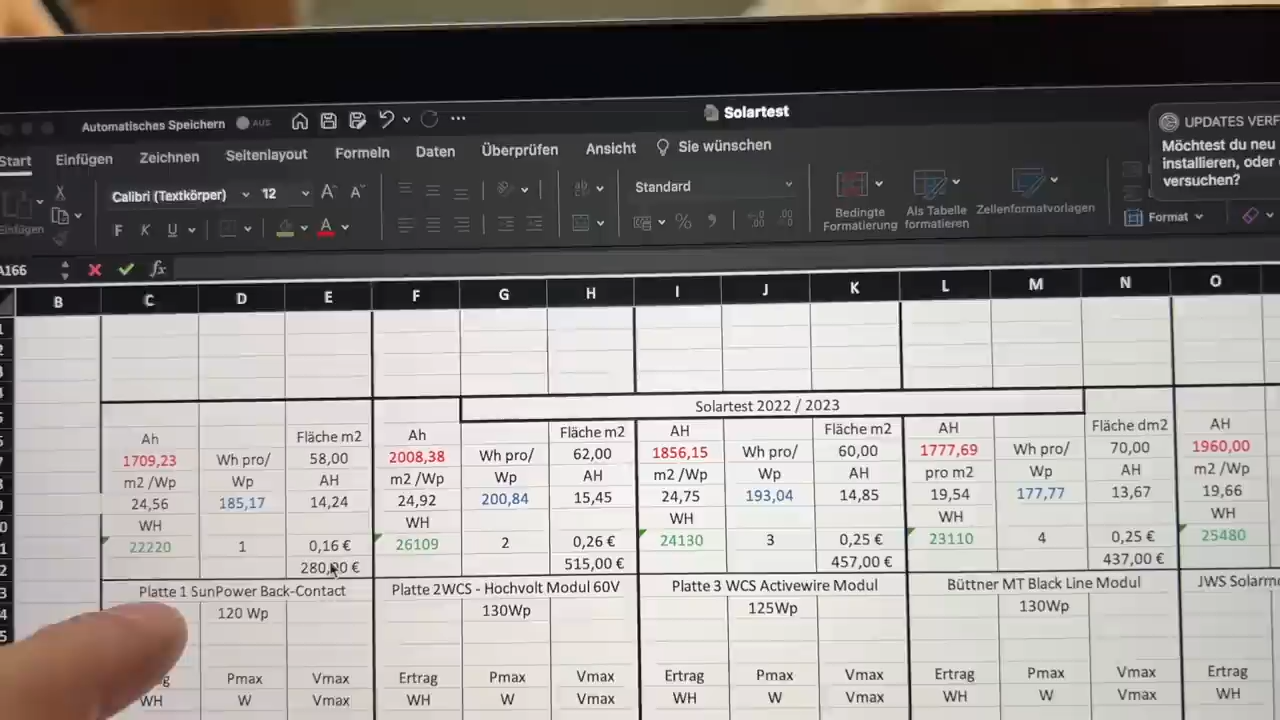 Automatisches Speichern AUS
Solartest
UPDATES VERF
Möchtest du neu
installieren, oder
versuchen?
Start Einfügen Zeichnen Seitenlayout Formeln Daten Überprüfen Ansicht Sie wünschen
Einfügen
Calibri (Textkörper) 12
F K U
Standard
Bedingte
Formatierung
Als Tabelle
formatieren
Zellenformatvorlagen
Format
A166 fx
B C D E F G H I J K L M N O
Solartest 2022 / 2023
Ah Fläche m2 Ah Fläche m2 AH Fläche m2 AH Fläche dm2 AH
1709,23 Wh pro/ 58,00 2008,38 Wh pro/ 62,00 1856,15 Wh pro/ 60,00 1777,69 Wh pro/ 70,00 1960,00
m2 /Wp Wp AH m2 /Wp Wp AH m2 /Wp Wp AH pro m2 Wp AH m2 /Wp
24,56 185,17 14,24 24,92 200,84 15,45 24,75 193,04 14,85 19,54 177,77 13,67 19,66
WH WH WH WH WH
22220 1 0,16 € 26109 2 0,26 € 24130 3 0,25 € 23110 4 0,25 € 25480
280,00 € 515,00 € 457,00 € 437,00 €
Platte 1 SunPower Back-Contact Platte 2WCS - Hochvolt Modul 60V Platte 3 WCS Activewire Modul Büttner MT Black Line Modul JWS Solarmo
120 Wp 130Wp 125Wp 130Wp
Pmax Vmax Ertrag Pmax Vmax Ertrag Pmax Vmax Ertrag Pmax Vmax Ertrag
WH W Vmax WH W Vmax WH W Vmax WH W Vmax WH